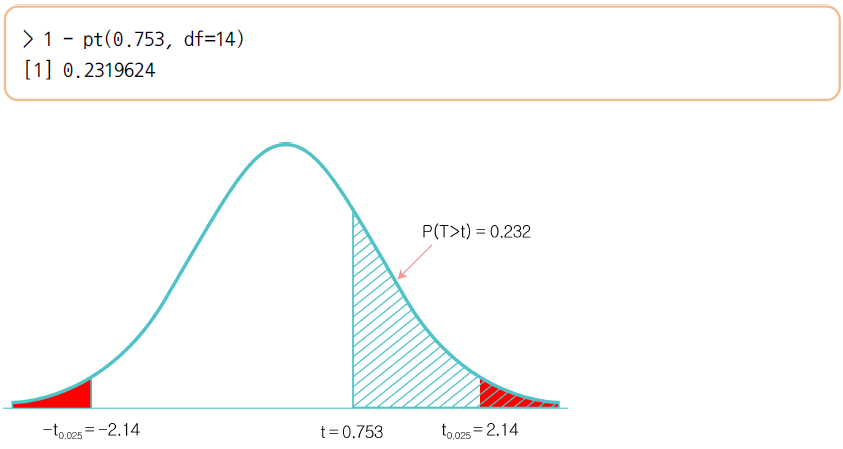 > 1 - pt(0.753, df=14)
[1] 0.2319624
P(T>t) = 0.232
-t0.025 = -2.14
t = 0.753
t0.025 = 2.14